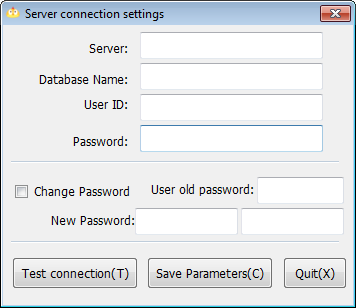 Server connection settings
Server:
Database Name:
User ID:
Password:
Change Password User old password:
New Password:
Test connection(T) Save Parameters(C) Quit(X)